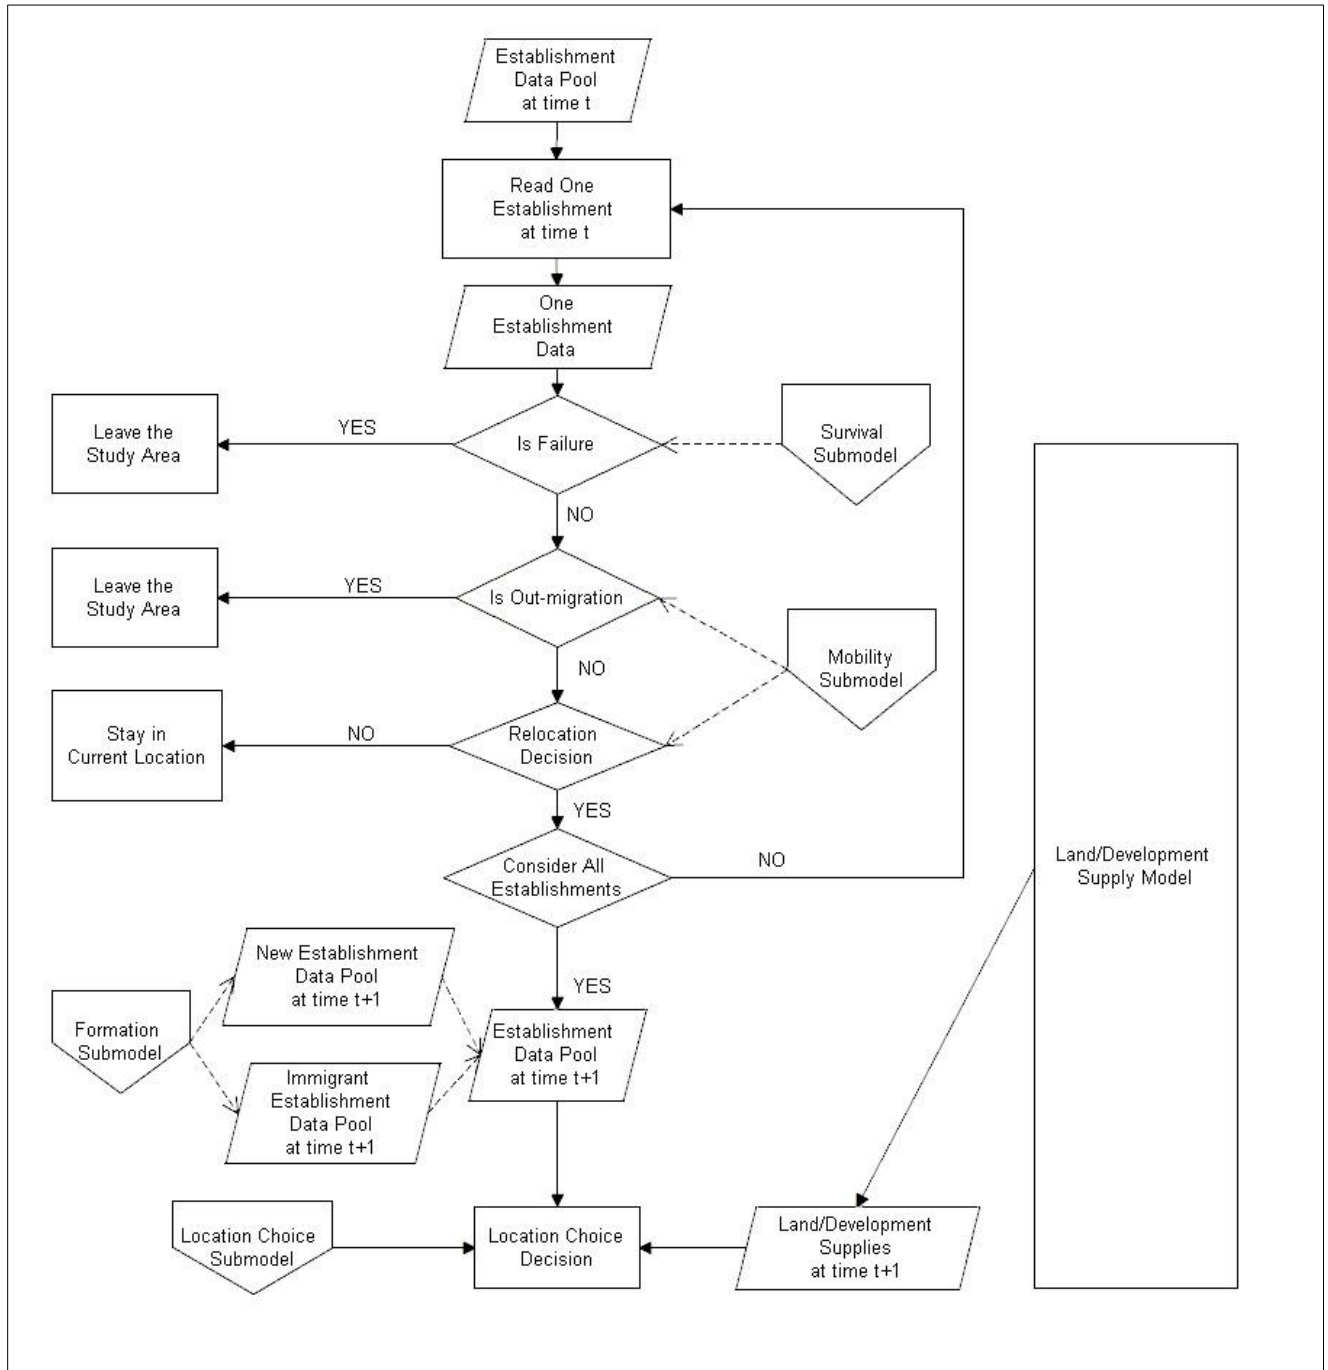 Establishment
Data Pool
at time t
Read One
Establishment
at time t
One
Establishment
Data
Leave the
Study Area
YES
Is Failure
Survival
Submodel
NO
Leave the
Study Area
YES
Is Out-migration
Mobility
Submodel
NO
Stay in
Current Location
NO
Relocation
Decision
YES
Consider All
Establishments
NO
Land/Development
Supply Model
YES
New Establishment
Data Pool
at time t+1
Formation
Submodel
Immigrant
Establishment
Data Pool
at time t+1
Establishment
Data Pool
at time t+1
Location Choice
Submodel
Location Choice
Decision
Land/Development
Supplies
at time t+1